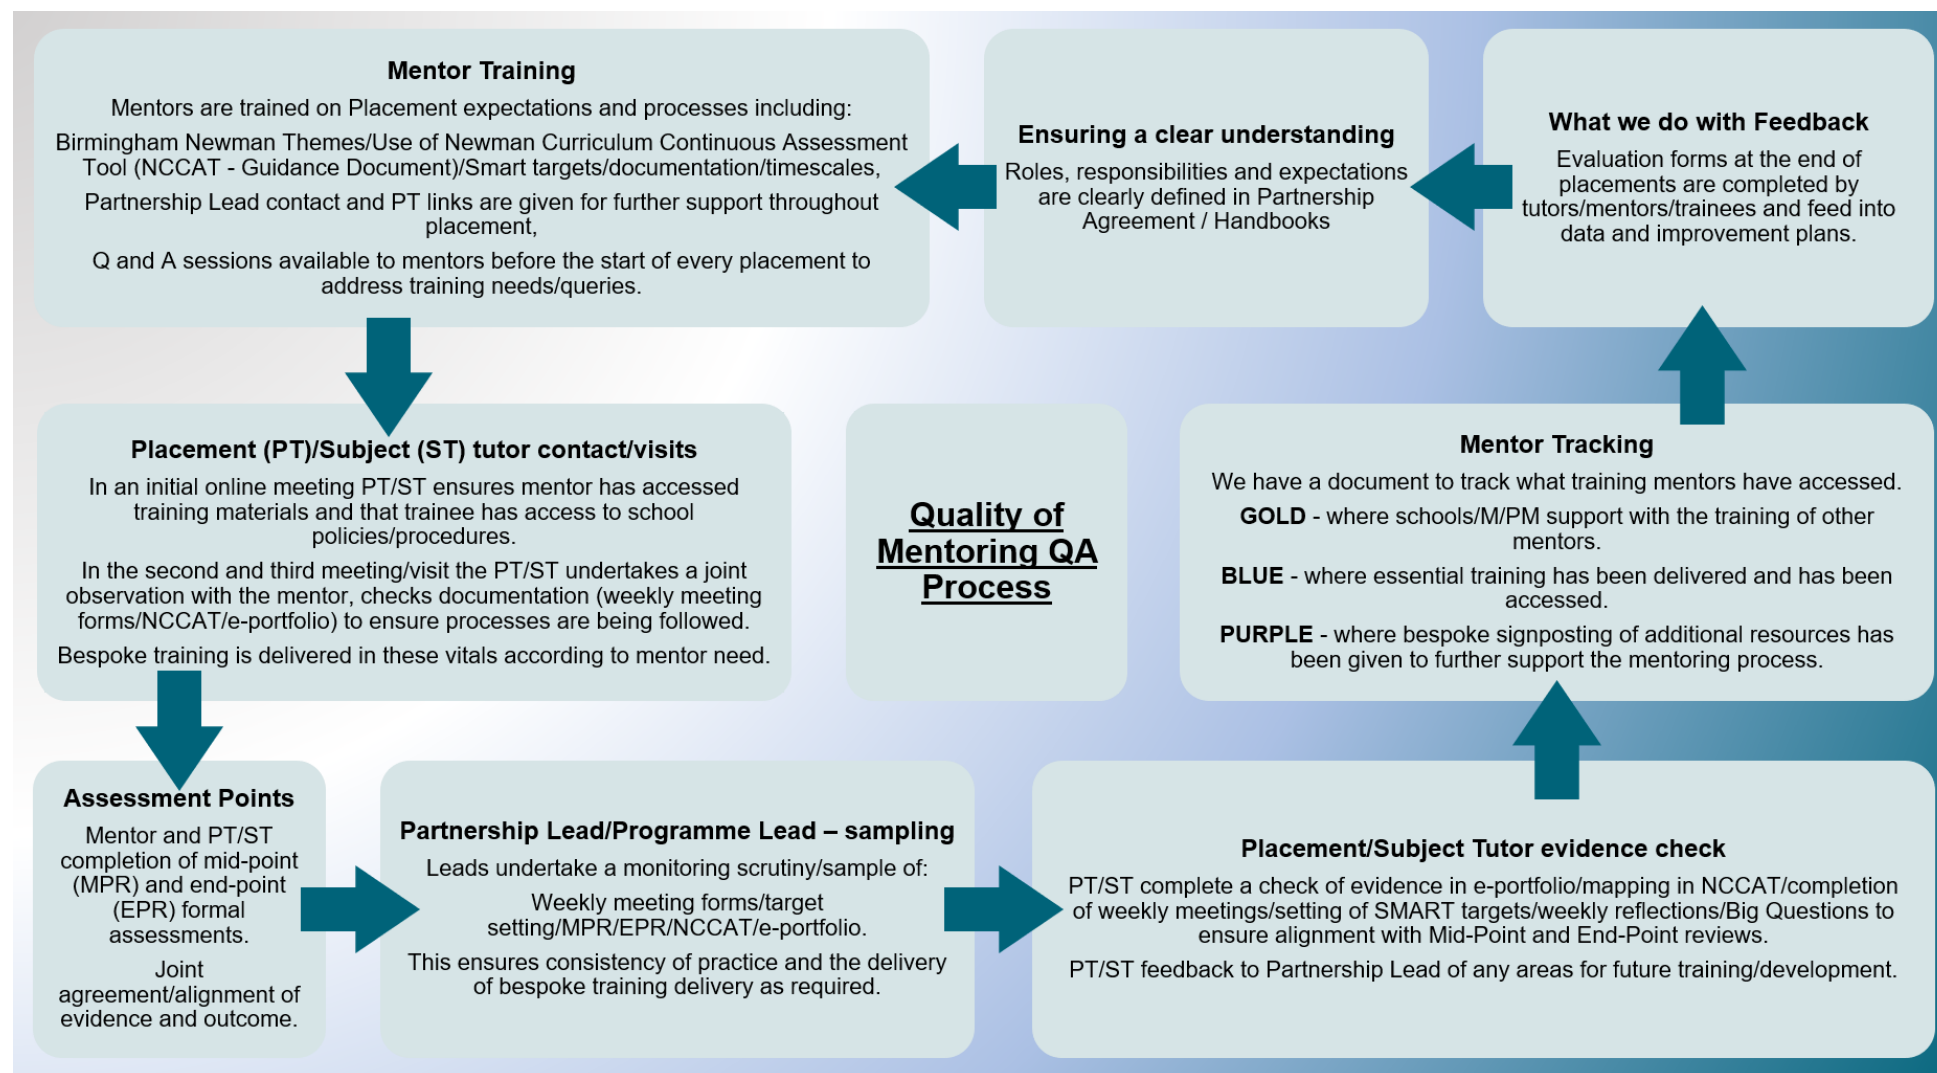 Mentor Training
Mentors are trained on Placement expectations and processes including:
Birmingham Newman Themes/Use of Newman Curriculum Continuous Assessment
Tool (NCCAT - Guidance Document)/Smart targets/documentation/timescales,
Partnership Lead contact and PT links are given for further support throughout
placement,
Q and A sessions available to mentors before the start of every placement to
address training needs/queries.
Ensuring a clear understanding
Roles, responsibilities and expectations
are clearly defined in Partnership
Agreement / Handbooks
What we do with Feedback
Evaluation forms at the end of
placements are completed by
tutors/mentors/trainees and feed into
data and improvement plans.
Placement (PT)/Subject (ST) tutor contact/visits
In an initial online meeting PT/ST ensures mentor has accessed
training materials and that trainee has access to school
policies/procedures.
In the second and third meeting/visit the PT/ST undertakes a joint
observation with the mentor, checks documentation (weekly meeting
forms/NCCAT/e-portfolio) to ensure processes are being followed.
Bespoke training is delivered in these vitals according to mentor need.
Quality of
Mentoring QA
Process
Mentor Tracking
We have a document to track what training mentors have accessed.
GOLD - where schools/M/PM support with the training of other
mentors.
BLUE - where essential training has been delivered and has been
accessed.
PURPLE - where bespoke signposting of additional resources has
been given to further support the mentoring process.
Assessment Points
Mentor and PT/ST
completion of mid-point
(MPR) and end-point
(EPR) formal
assessments.
Joint
agreement/alignment of
evidence and outcome.
Partnership Lead/Programme Lead – sampling
Leads undertake a monitoring scrutiny/sample of:
Weekly meeting forms/target
setting/MPR/EPR/NCCAT/e-portfolio.
This ensures consistency of practice and the delivery
of bespoke training delivery as required.
Placement/Subject Tutor evidence check
PT/ST complete a check of evidence in e-portfolio/mapping in NCCAT/completion
of weekly meetings/setting of SMART targets/weekly reflections/Big Questions to
ensure alignment with Mid-Point and End-Point reviews.
PT/ST feedback to Partnership Lead of any areas for future training/development.